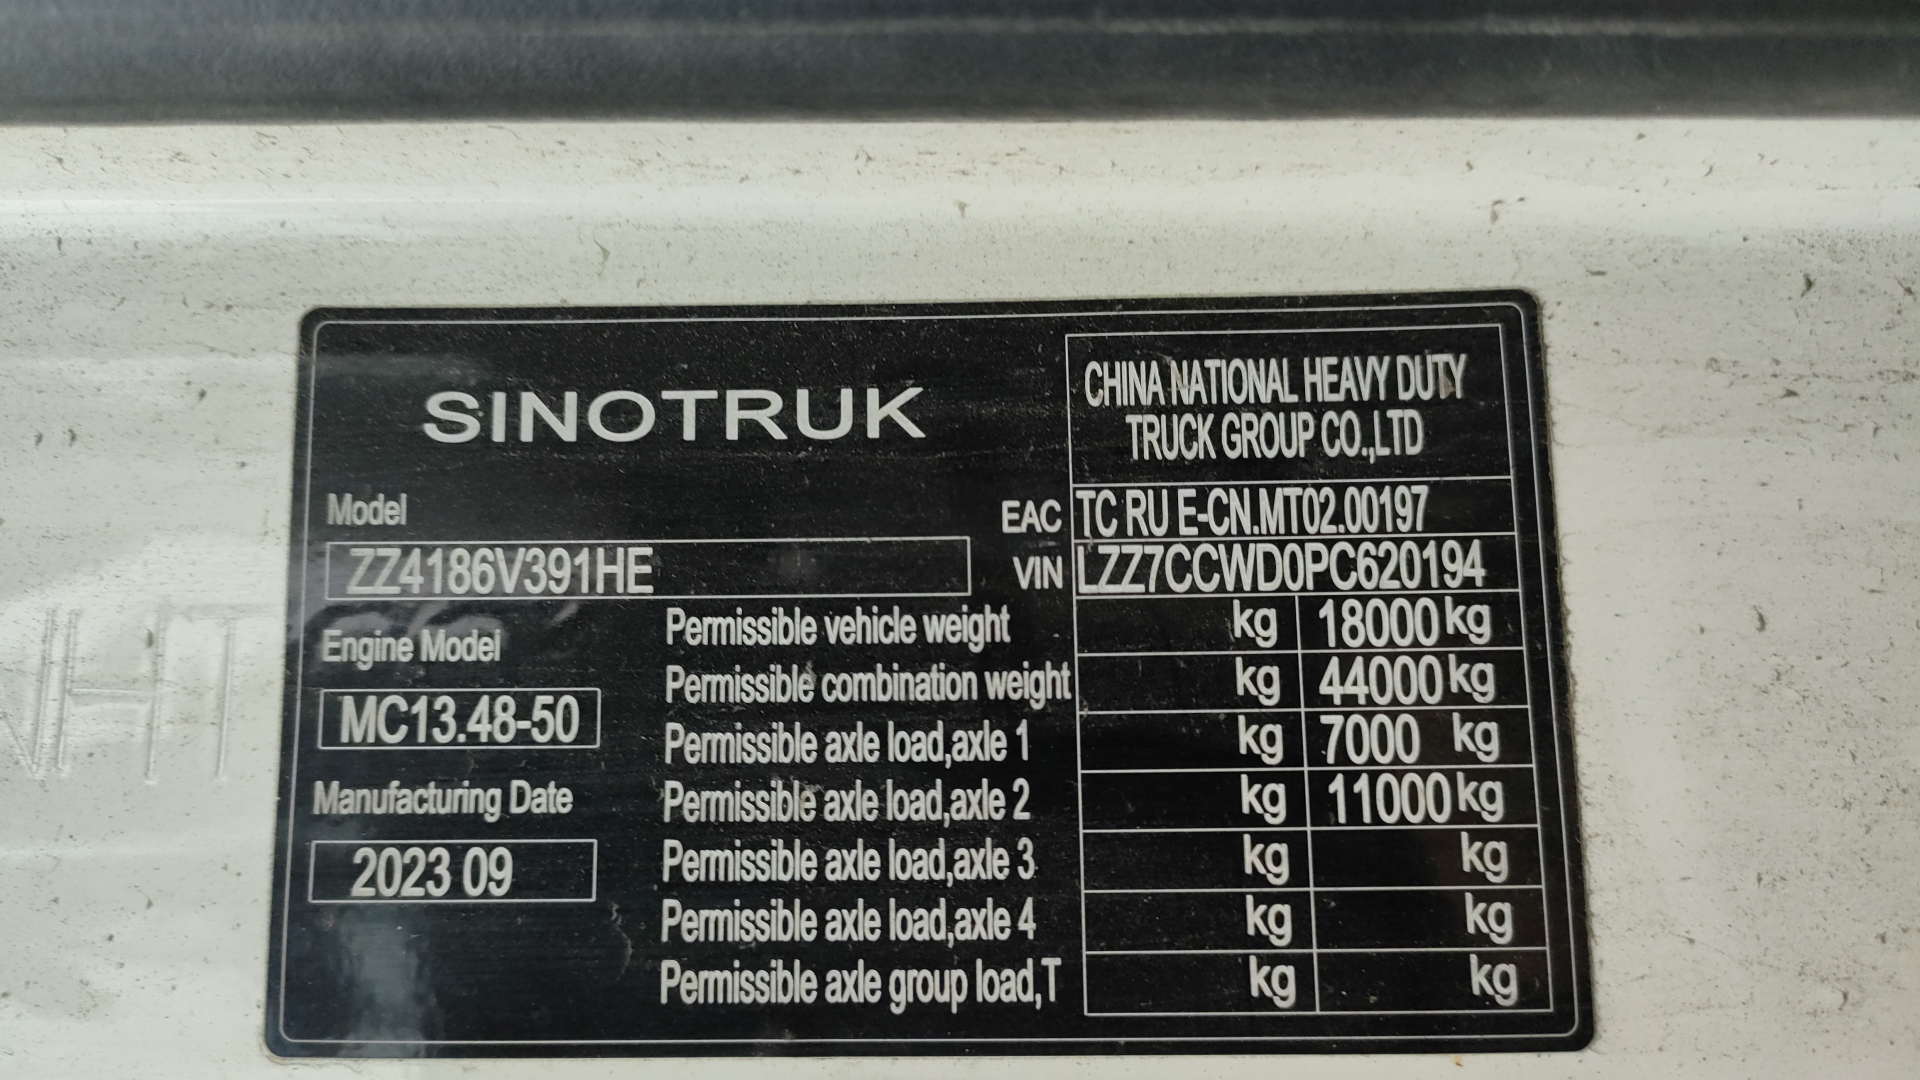 SINOTRUK
CHINA NATIONAL HEAVY DUTY
TRUCK GROUP CO.,LTD
Model
EAC TC RU E-CN.MT02.00197
ZZ4186V391HE
VIN LZZ7CCWD0PC620194
Engine Model
MC13.48-50
Manufacturing Date
2023 09
Permissible vehicle weight kg 18000 kg
Permissible combination weight kg 44000 kg
Permissible axle load,axle 1 kg 7000 kg
Permissible axle load,axle 2 kg 11000 kg
Permissible axle load,axle 3 kg kg
Permissible axle load,axle 4 kg kg
Permissible axle group load,T kg kg